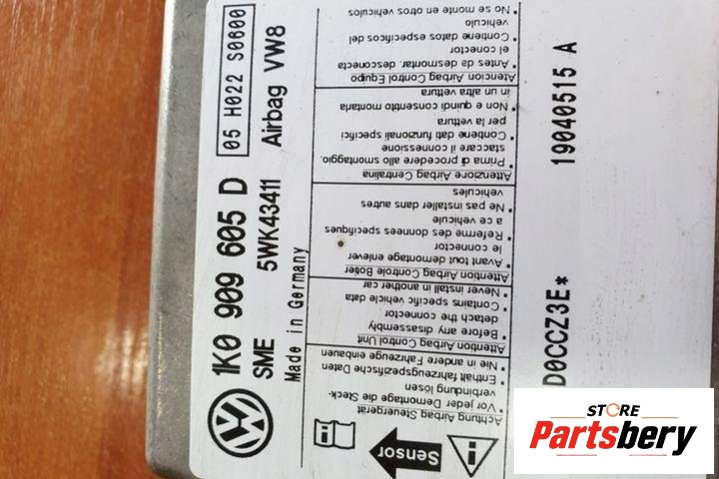 1K0 909 605 D
05 H022 S0600
SME
5WK43411
Airbag VW8
Made in Germany
Achtung Airbag Steuergerät
• Vor jeder Demontage die Steck-
verbindung lösen
• Enthält fahrzeugspezifische Daten
• Nie in andere Fahrzeuge einbauen
Attention Airbag Control Unit
• Before any disassembly
detach the connector
• Contains specific vehicle data
• Never install in another car
Attention Airbag Controle Boîter
• Avant tout demontage enlever
le connector
• Referme des donnees specifiques
a ce vehicule
• Ne pas installer dans autres
vehicules
Attenzione Airbag Centralina
• Prima di procedere allo smontaggio,
staccare il connessione
• Contiene dati funzionali specifici
per la vettura
• Non è quindi consentito montarla
in un altra vettura
Atencion Airbag Control Equipo
• Antes da desmontar, desconecta
el conector
• Contiene datos especificos del
vehiculo
• No se monte en otros vehiculos
Sensor
D0CCZ3E*
19040515 A
STORE
Partsbery